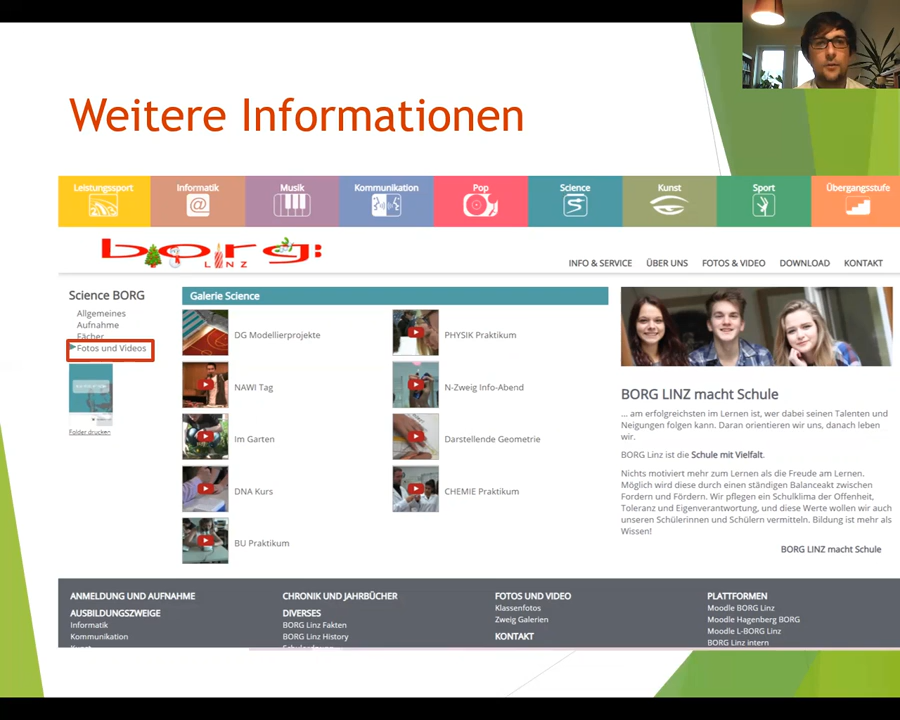 Weitere Informationen
Leistungssport
Informatik
Musik
Kommunikation
Pop
Science
Kunst
Sport
Übergangsstufe
borg:
LINZ
INFO & SERVICE
ÜBER UNS
FOTOS & VIDEO
DOWNLOAD
KONTAKT
Science BORG
Allgemeines
Aufnahme
Fächer
Fotos und Videos
Folder drucken
Galerie Science
DG Modellierprojekte
PHYSIK Praktikum
NAWI Tag
N-Zweig Info-Abend
Im Garten
Darstellende Geometrie
DNA Kurs
CHEMIE Praktikum
BU Praktikum
BORG LINZ macht Schule
... am erfolgreichsten im Lernen ist, wer dabei seinen Talenten und
Neigungen folgen kann. Daran orientieren wir uns, danach leben
wir.
BORG Linz ist die Schule mit Vielfalt.
Nichts motiviert mehr zum Lernen als die Freude am Lernen.
Möglich wird diese durch einen ständigen Balanceakt zwischen
Fordern und Fördern. Wir pflegen ein Schulklima der Offenheit,
Toleranz und Eigenverantwortung, und diese Werte wollen wir auch
unseren Schülerinnen und Schülern vermitteln. Bildung ist mehr als
Wissen!
BORG LINZ macht Schule
ANMELDUNG UND AUFNAHME
AUSBILDUNGSZWEIGE
Informatik
Kommunikation
CHRONIK UND JAHRBÜCHER
DIVERSES
BORG Linz Fakten
BORG Linz History
FOTOS UND VIDEO
Klassenfotos
Zweig Galerien
KONTAKT
PLATTFORMEN
Moodle BORG Linz
Moodle Hagenberg BORG
Moodle L-BORG Linz
BORG Linz intern